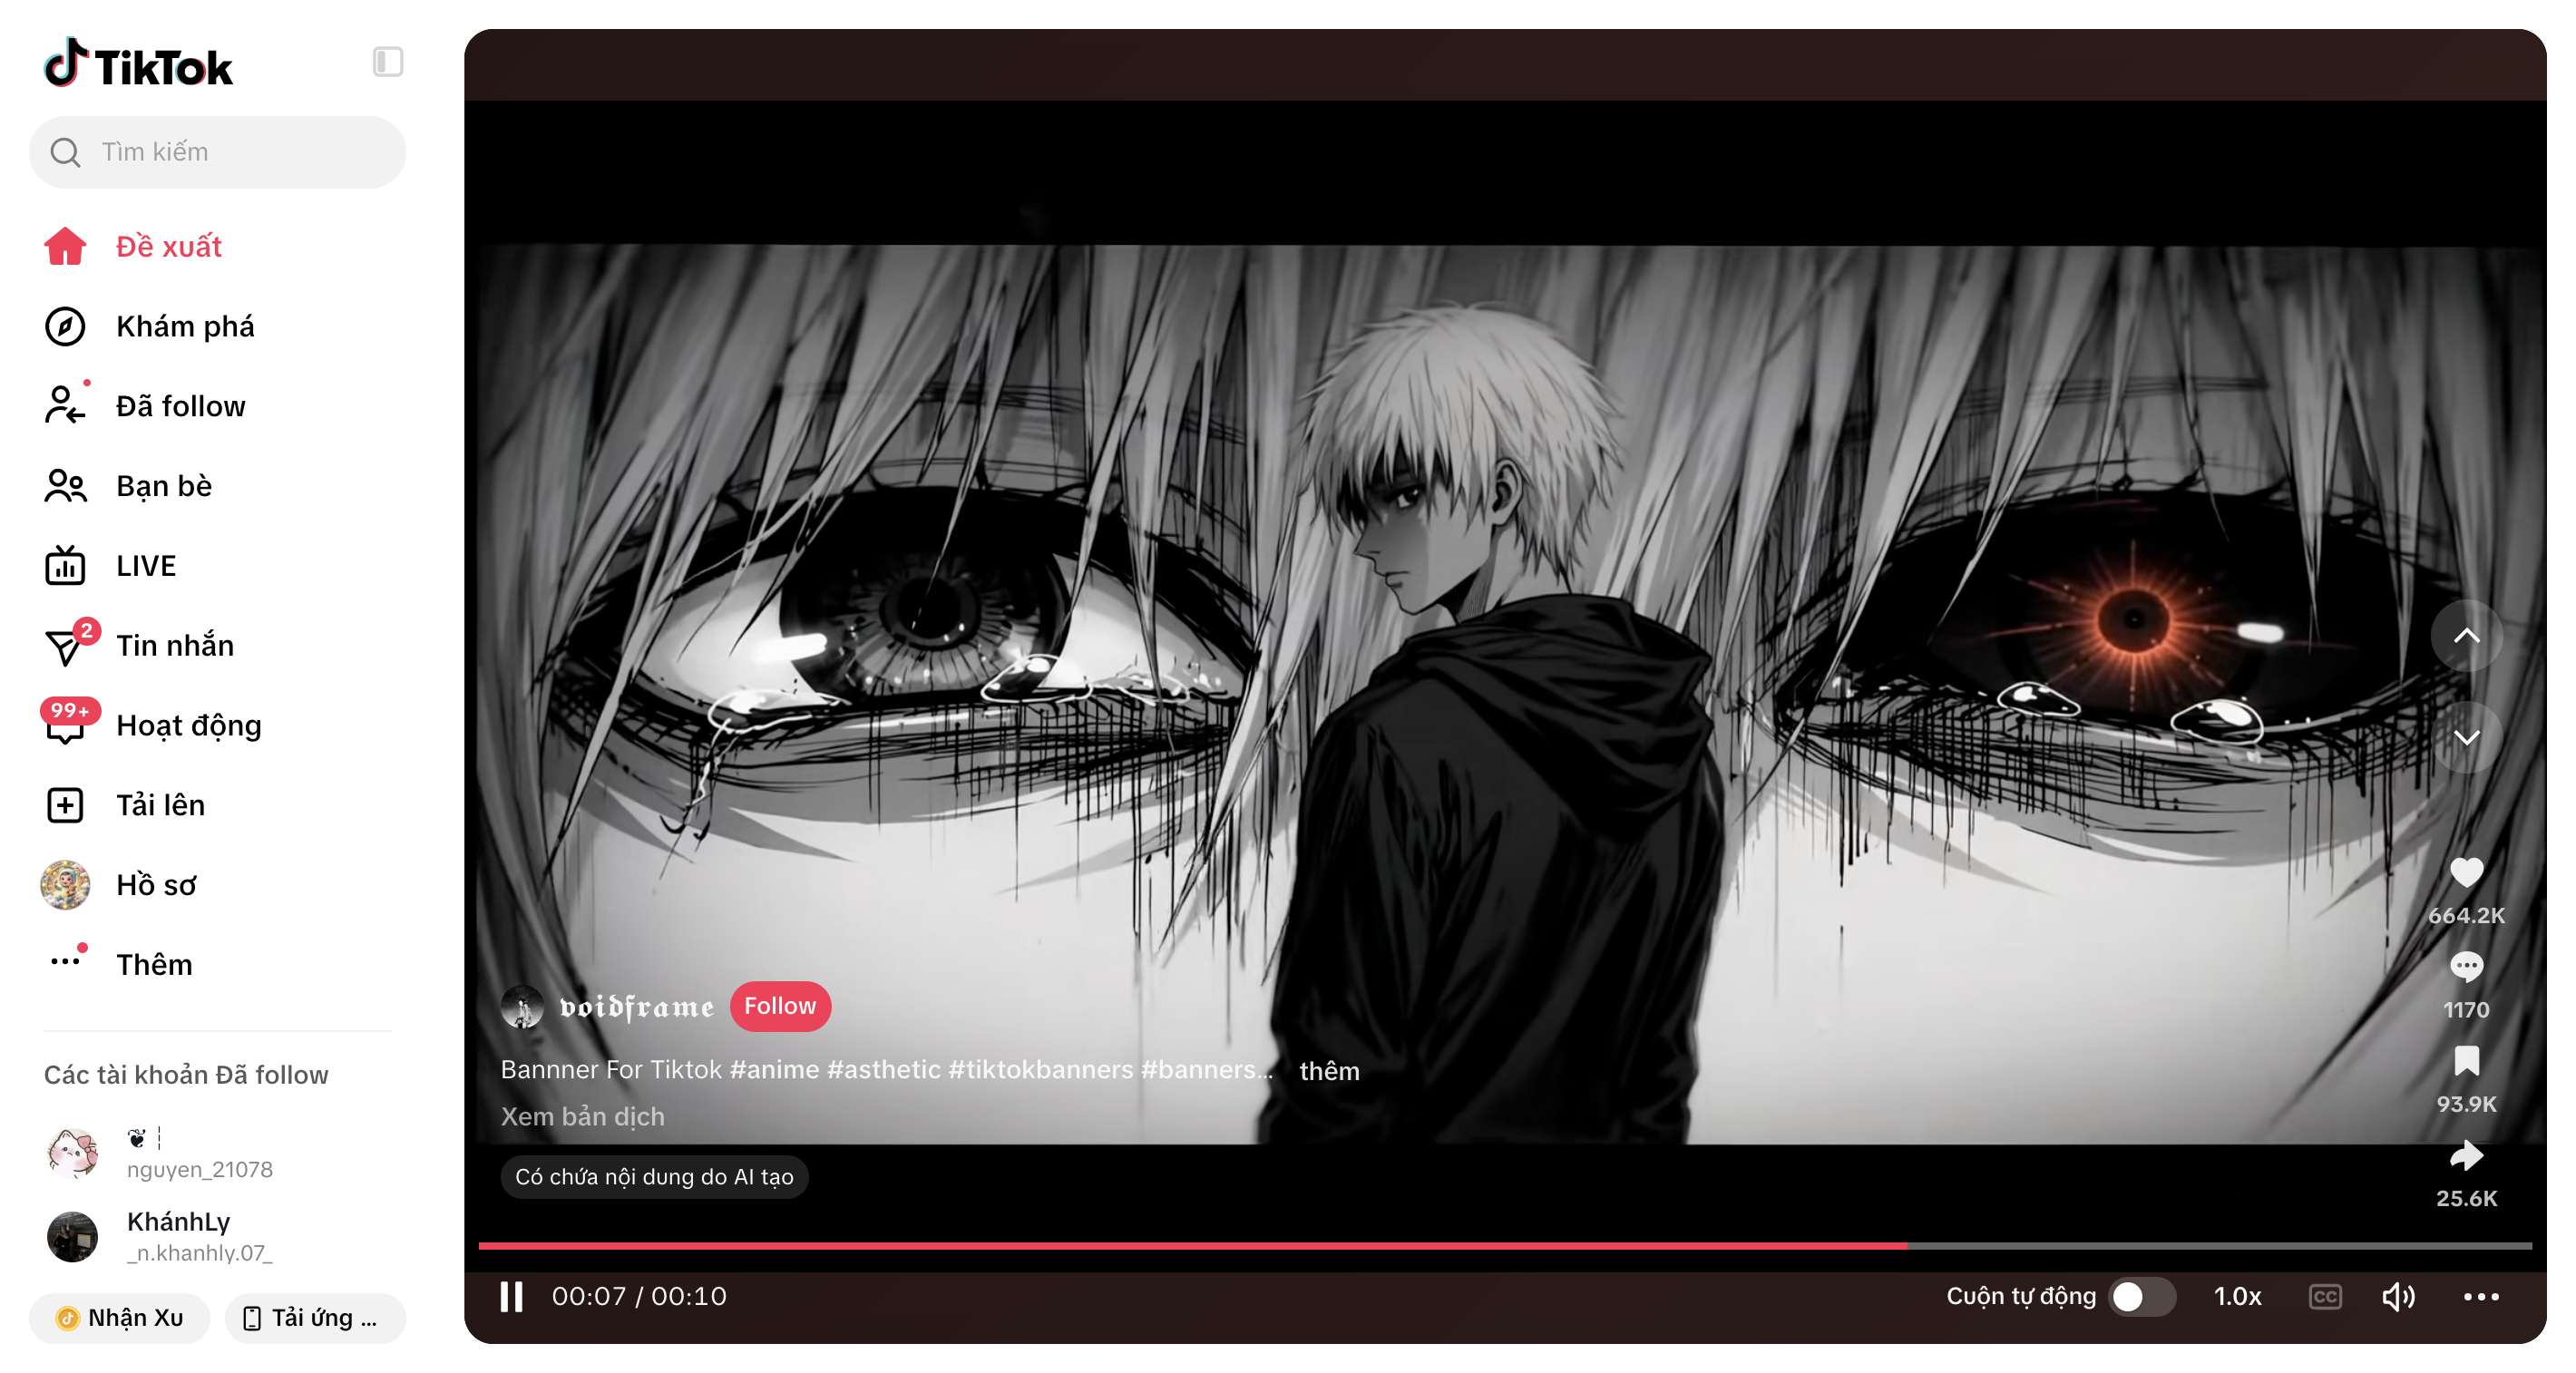 TikTok
Tìm kiếm
Đề xuất
Khám phá
Đã follow
Bạn bè
LIVE
2
Tin nhắn
99+
Hoạt động
Tải lên
Hồ sơ
Thêm
Các tài khoản Đã follow
❦ ┆
nguyen_21078
KhánhLy
_n.khanhly.07_
Nhận Xu
Tải ứng ...
664.2K
1170
93.9K
25.6K
𝖛𝖔𝖎𝖉𝖋𝖗𝖆𝖒𝖊 Follow
Bannner For Tiktok #anime #asthetic #tiktokbanners #banners... thêm
Xem bản dịch
Có chứa nội dung do AI tạo
00:07 / 00:10
Cuộn tự động
1.0x
CC